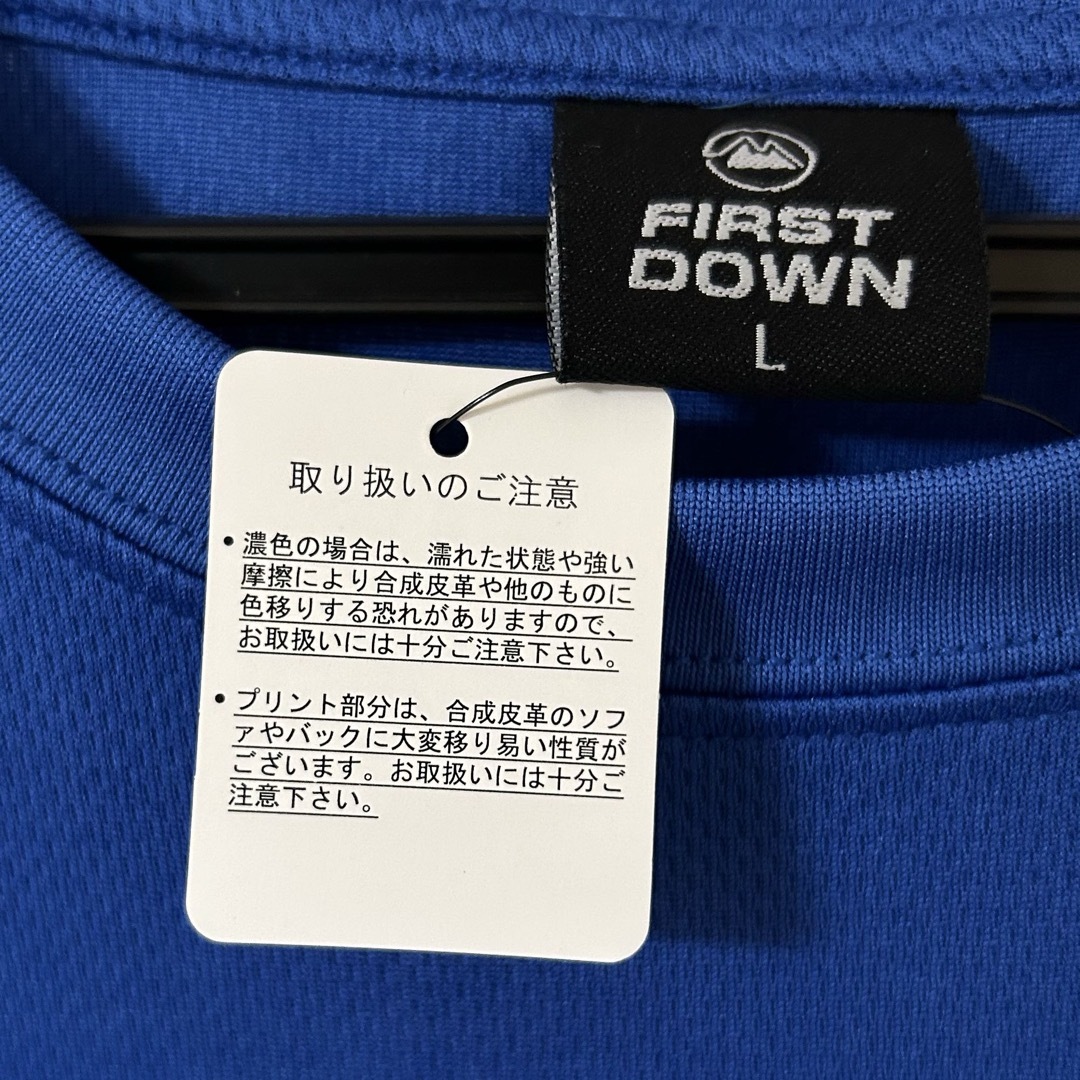 FIRST
DOWN
L
取り扱いのご注意
・濃色の場合は、濡れた状態や強い
摩擦により合成皮革や他のものに
色移りする恐れがありますので、
お取扱いには十分ご注意下さい。
・プリント部分は、合成皮革のソフ
ァやバックに大変移り易い性質が
ございます。お取扱いには十分ご
注意下さい。